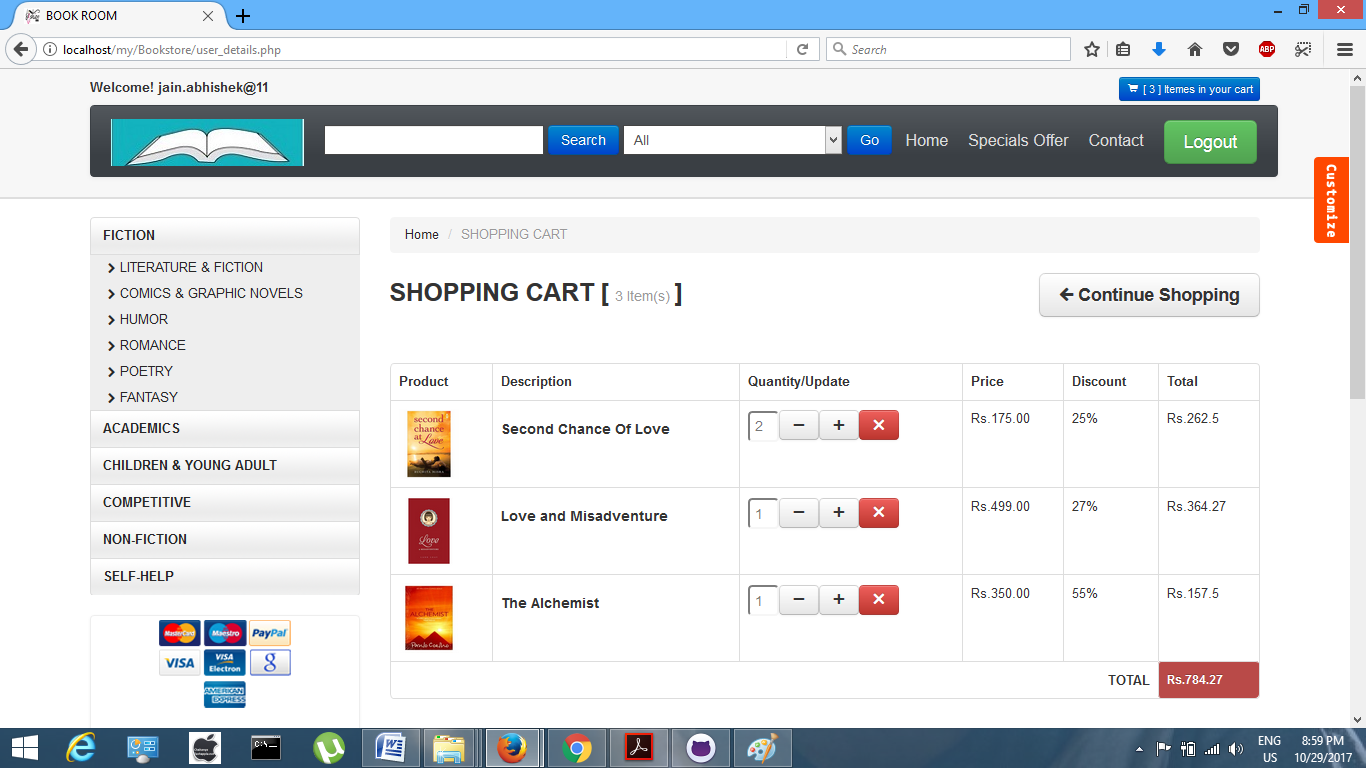 BOOK ROOM
localhost/my/Bookstore/user_details.php
Search
ABP
Welcome! jain.abhishek@11
[ 3 ] Itemes in your cart
Search
All
Go
Home
Specials Offer
Contact
Logout
Customize
FICTION
LITERATURE & FICTION
COMICS & GRAPHIC NOVELS
HUMOR
ROMANCE
POETRY
FANTASY
ACADEMICS
CHILDREN & YOUNG ADULT
COMPETITIVE
NON-FICTION
SELF-HELP
MasterCard Maestro PayPal
VISA VISA Electron g
AMERICAN EXPRESS
Home / SHOPPING CART
SHOPPING CART [ 3 Item(s) ]
Continue Shopping
Product Description Quantity/Update Price Discount Total
second chance at Love
Second Chance Of Love 2 − + × Rs.175.00 25% Rs.262.5
Love
Love and Misadventure 1 − + × Rs.499.00 27% Rs.364.27
THE ALCHEMIST
Paulo Coelho
The Alchemist 1 − + × Rs.350.00 55% Rs.157.5
TOTAL Rs.784.27
C:\_
ENG 8:59 PM
US 10/29/2017